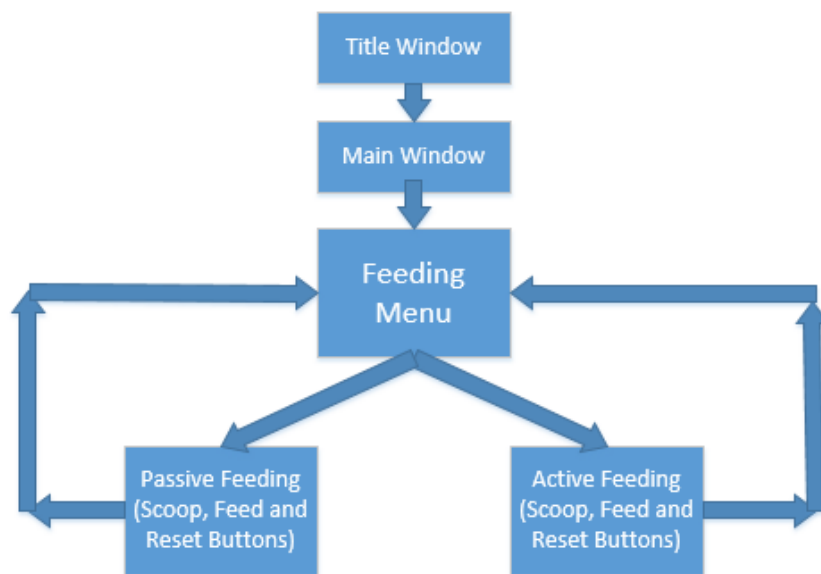 Title Window
Main Window
Feeding
Menu
Passive Feeding
(Scoop, Feed and
Reset Buttons)
Active Feeding
(Scoop, Feed and
Reset Buttons)